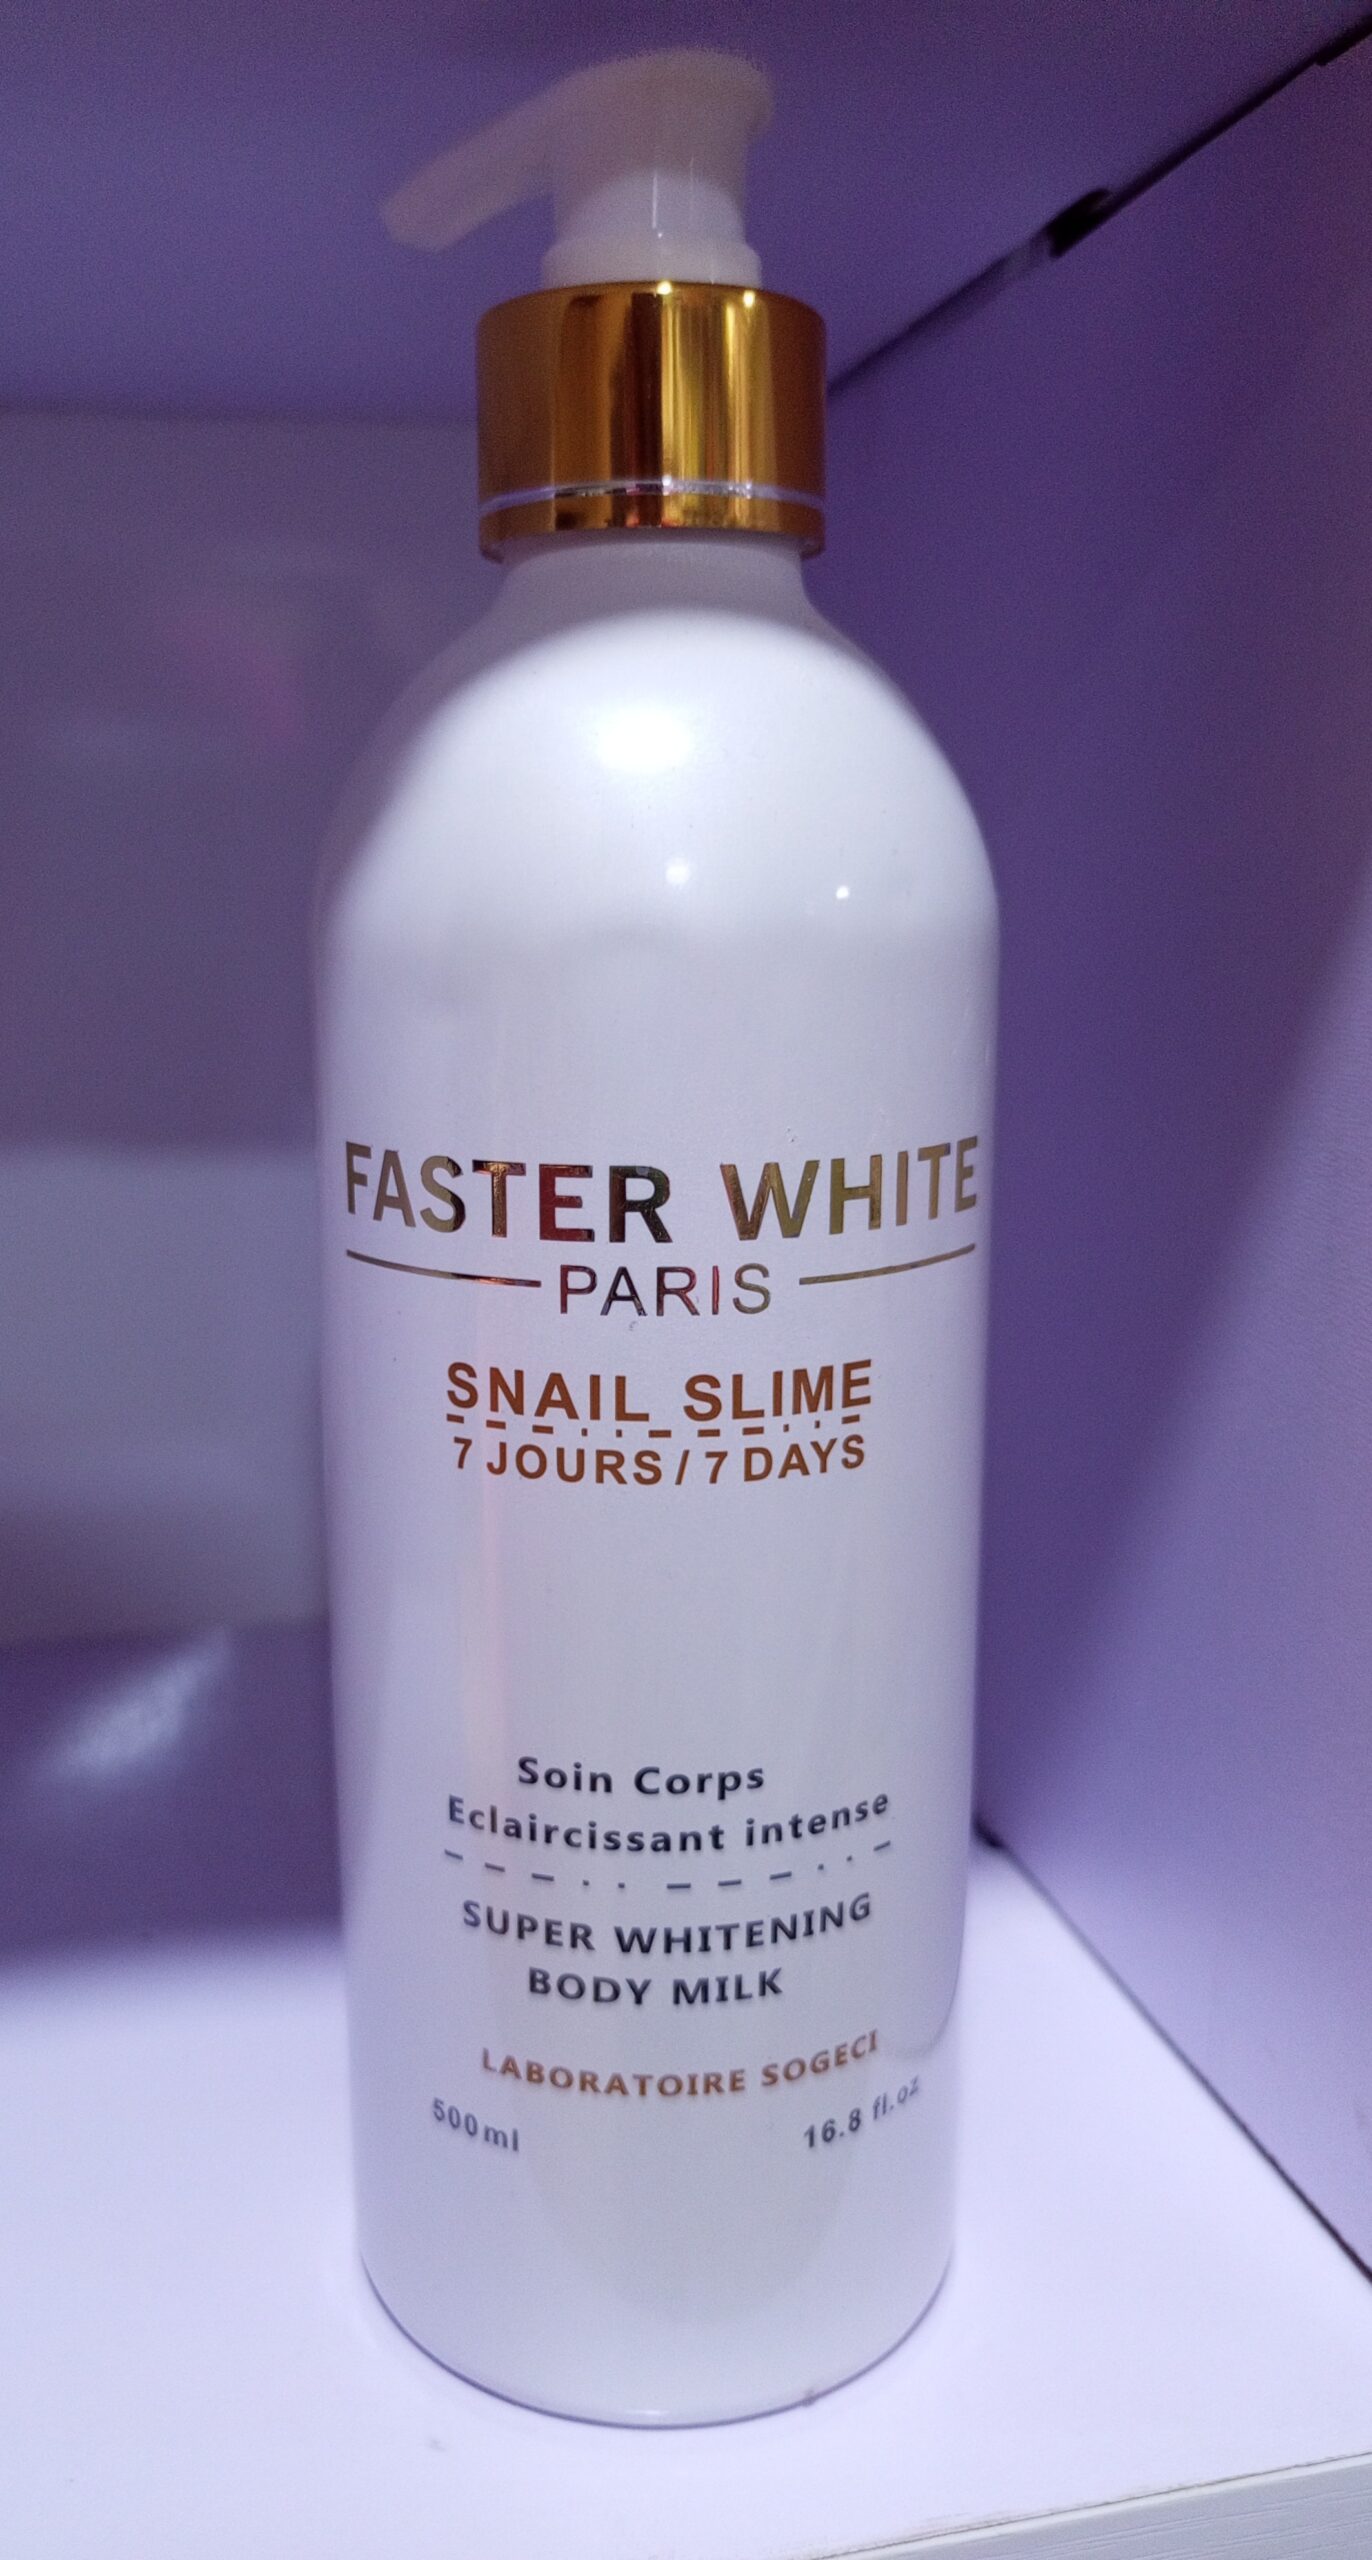 FASTER WHITE
PARIS
SNAIL SLIME
7 JOURS / 7 DAYS
Soin Corps
Eclaircissant intense
SUPER WHITENING
BODY MILK
LABORATOIRE SOGECI
500ml 16.8 fl.oz